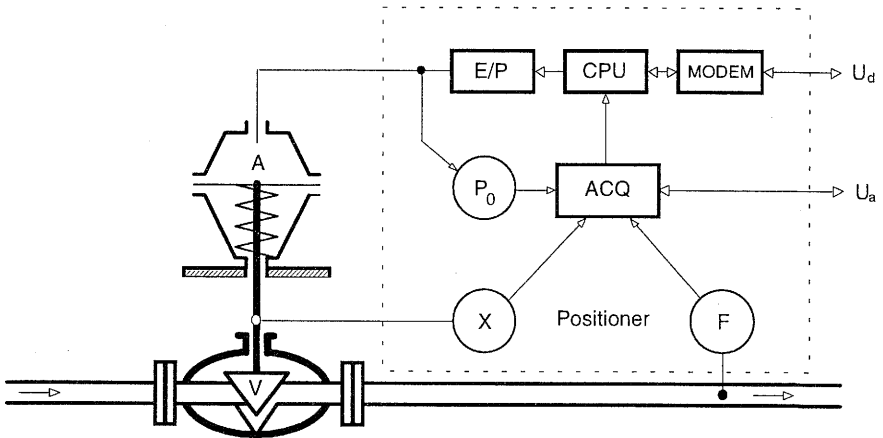 E/P
CPU
MODEM
U_d
A
P_0
ACQ
U_a
X
Positioner
F
V